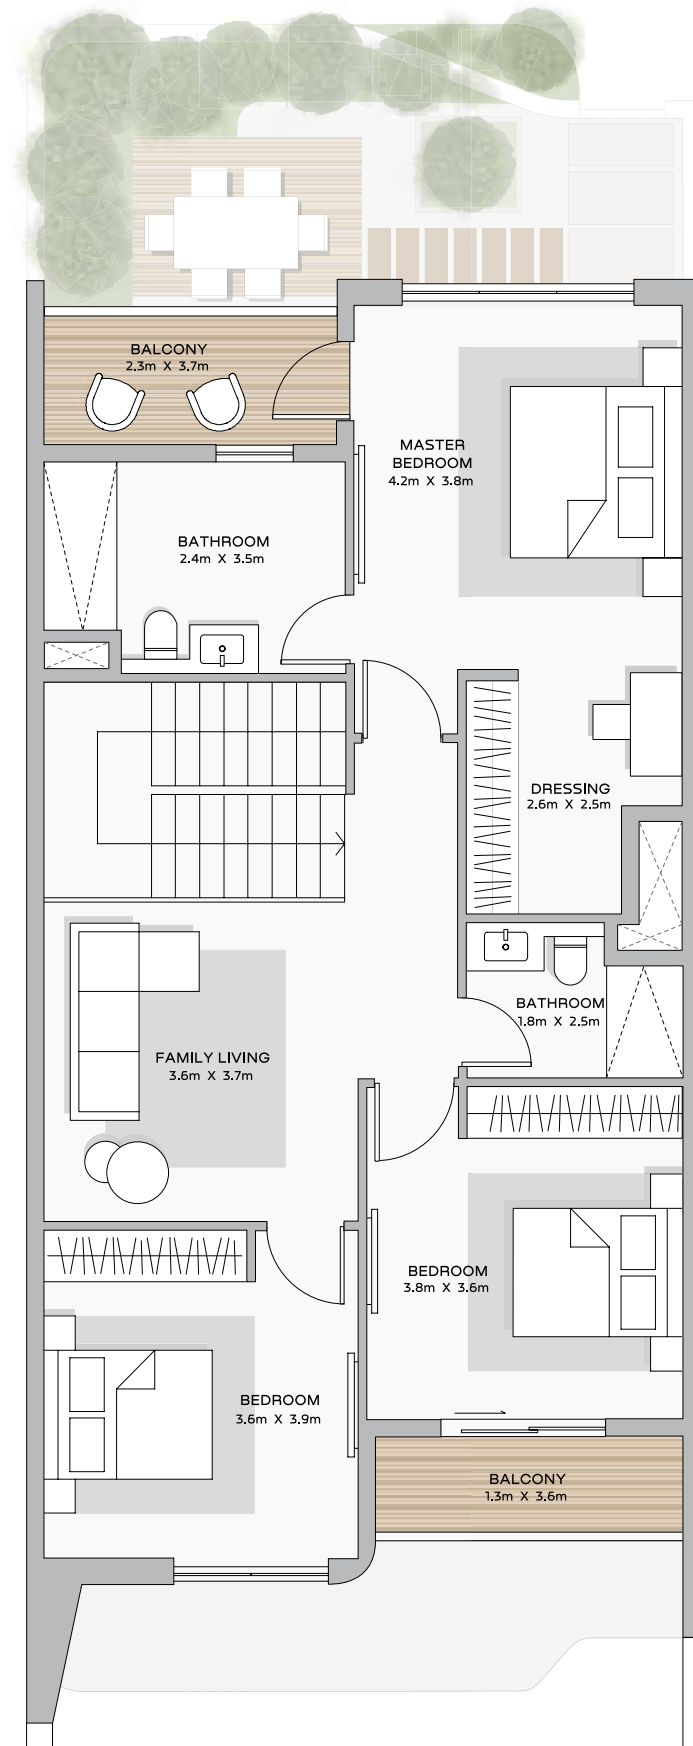 BALCONY
2.3m X 3.7m
MASTER
BEDROOM
4.2m X 3.8m
BATHROOM
2.4m X 3.5m
DRESSING
2.6m X 2.5m
BATHROOM
1.8m X 2.5m
FAMILY LIVING
3.6m X 3.7m
BEDROOM
3.8m X 3.6m
BEDROOM
3.6m X 3.9m
BALCONY
1.3m X 3.6m